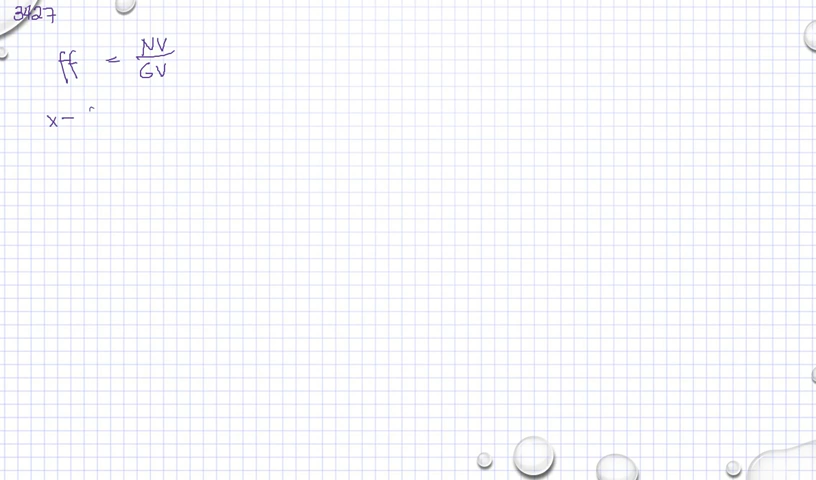 3427
ff = NV/GV
x-